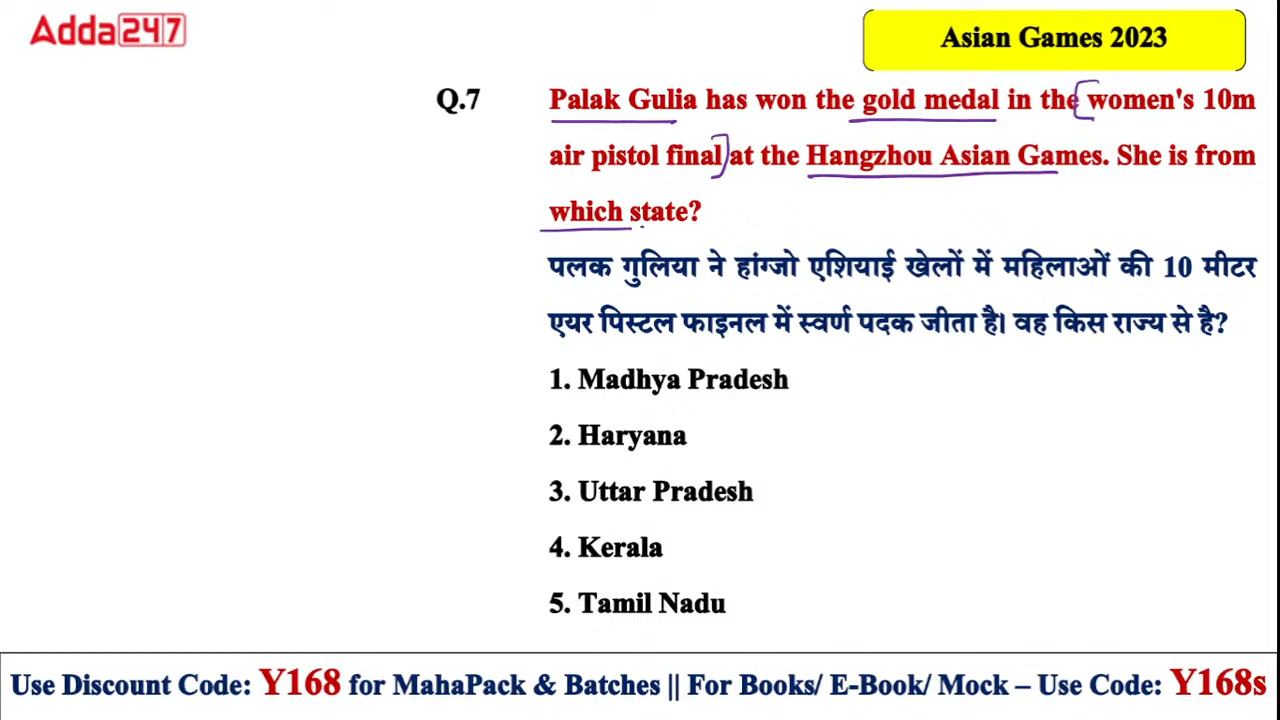 Adda247
Asian Games 2023
Q.7 Palak Gulia has won the gold medal in the women's 10m
air pistol final at the Hangzhou Asian Games. She is from
which state?
पलक गुलिया ने हांग्जो एशियाई खेलों में महिलाओं की 10 मीटर
एयर पिस्टल फाइनल में स्वर्ण पदक जीता है। वह किस राज्य से है?
1. Madhya Pradesh
2. Haryana
3. Uttar Pradesh
4. Kerala
5. Tamil Nadu
Use Discount Code: Y168 for MahaPack & Batches || For Books/ E-Book/ Mock – Use Code: Y168s